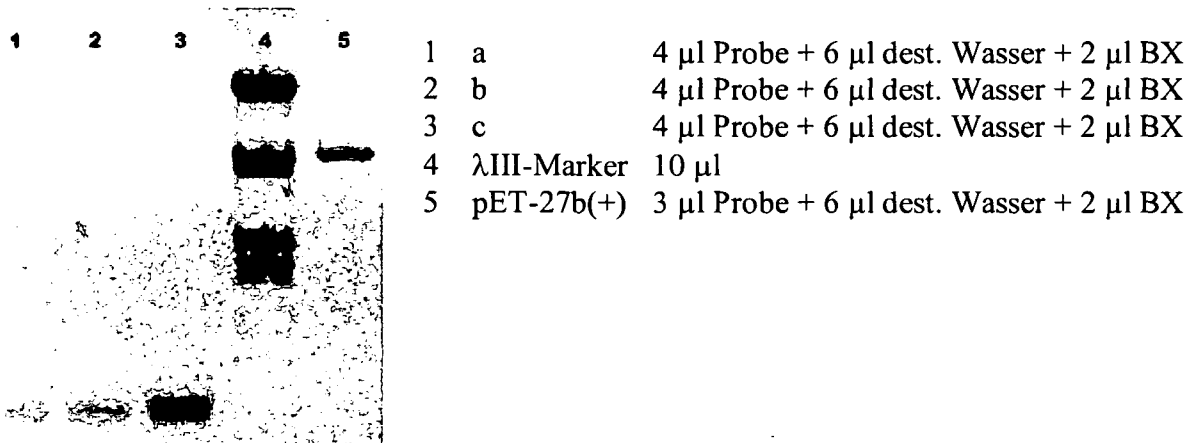 1 2 3 4 5
1 a 4 µl Probe + 6 µl dest. Wasser + 2 µl BX
2 b 4 µl Probe + 6 µl dest. Wasser + 2 µl BX
3 c 4 µl Probe + 6 µl dest. Wasser + 2 µl BX
4 λIII-Marker 10 µl
5 pET-27b(+) 3 µl Probe + 6 µl dest. Wasser + 2 µl BX